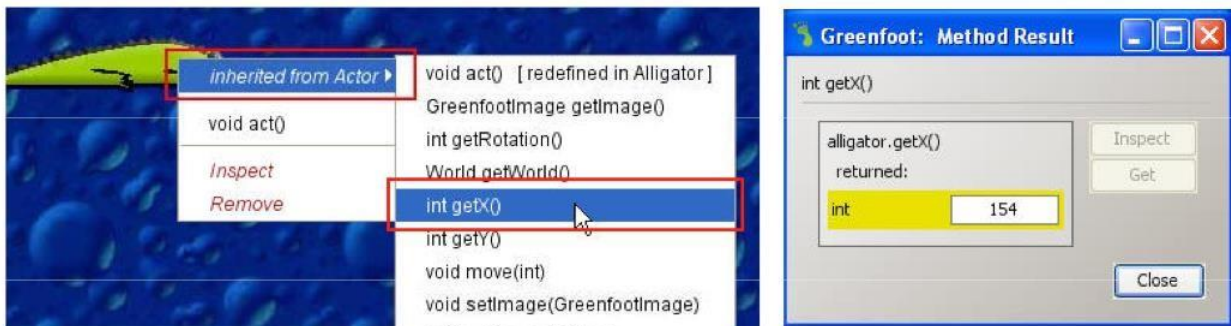 inherited from Actor
void act()
Inspect
Remove
void act() [ redefined in Alligator ]
GreenfootImage getImage()
int getRotation()
World getWorld()
int getX()
int getY()
void move(int)
void setImage(GreenfootImage)
Greenfoot: Method Result
int getX()
alligator.getX()
returned:
int 154
Inspect
Get
Close